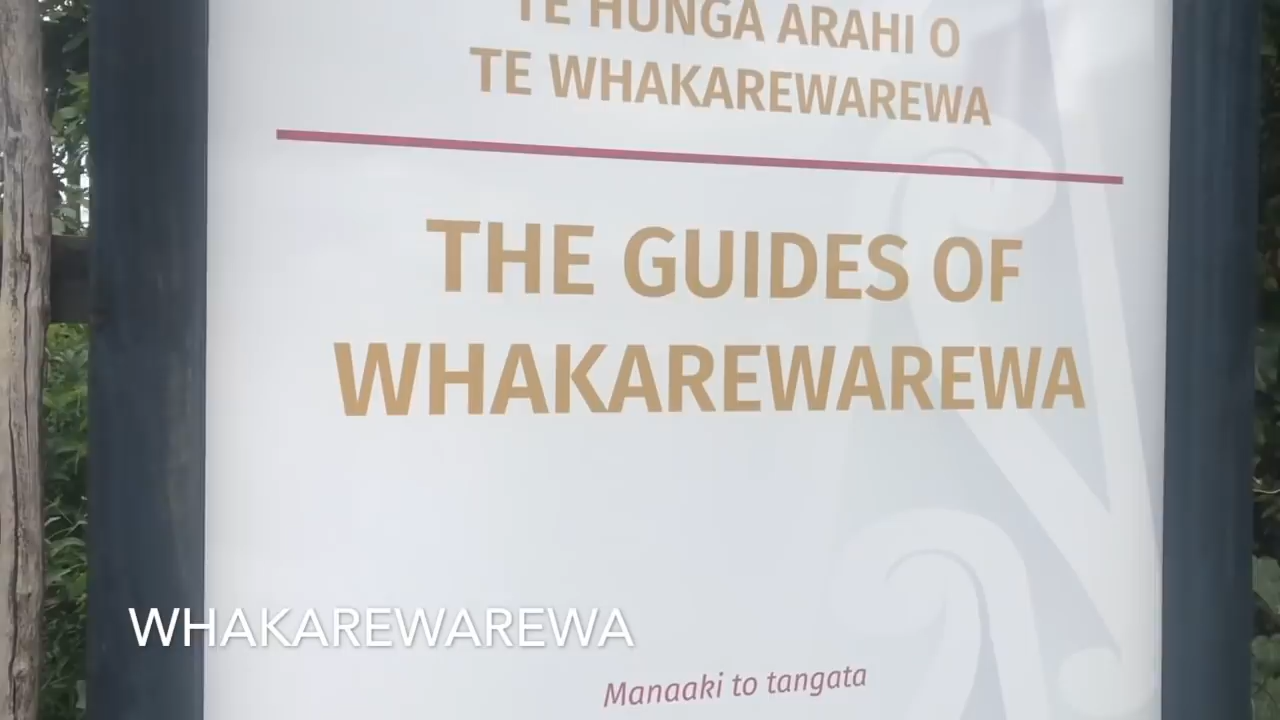 TE HUNGA ARAHI O
TE WHAKAREWAREWA
THE GUIDES OF
WHAKAREWAREWA
WHAKAREWAREWA
Manaaki to tangata